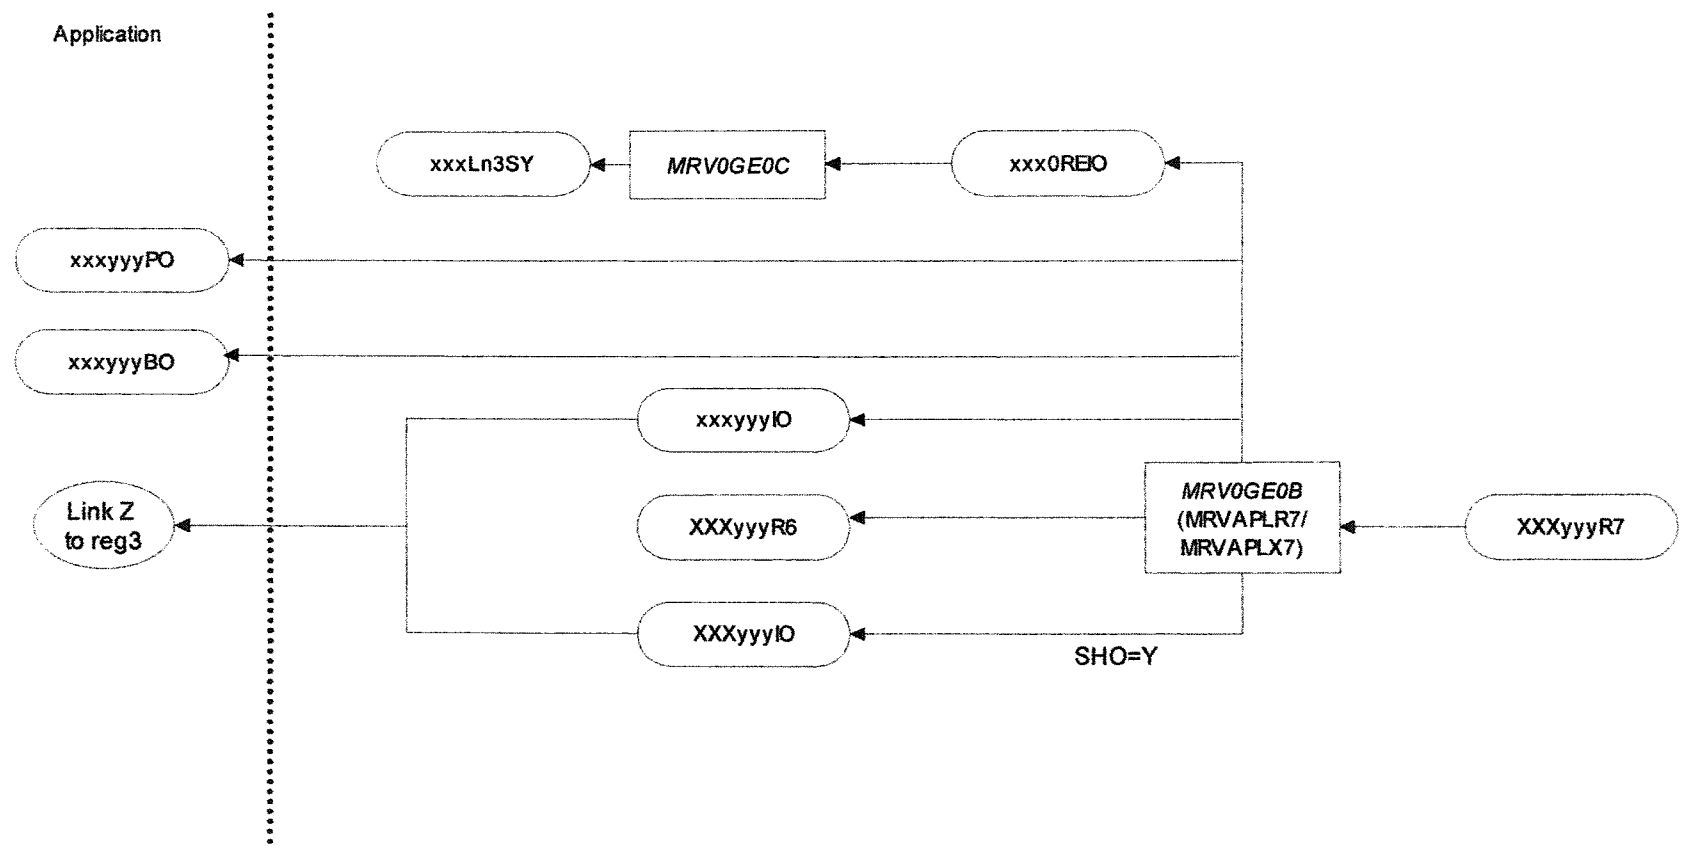 Application
xxxLn3SY
MRV0GE0C
xxx0REIO
xxxyyyPO
xxxyyyBO
xxxyyyIO
Link Z
to reg3
XXXyyyR6
MRV0GE0B
(MRVAPLR7/
MRVAPLX7)
XXXyyyR7
XXXyyyIO
SHO=Y